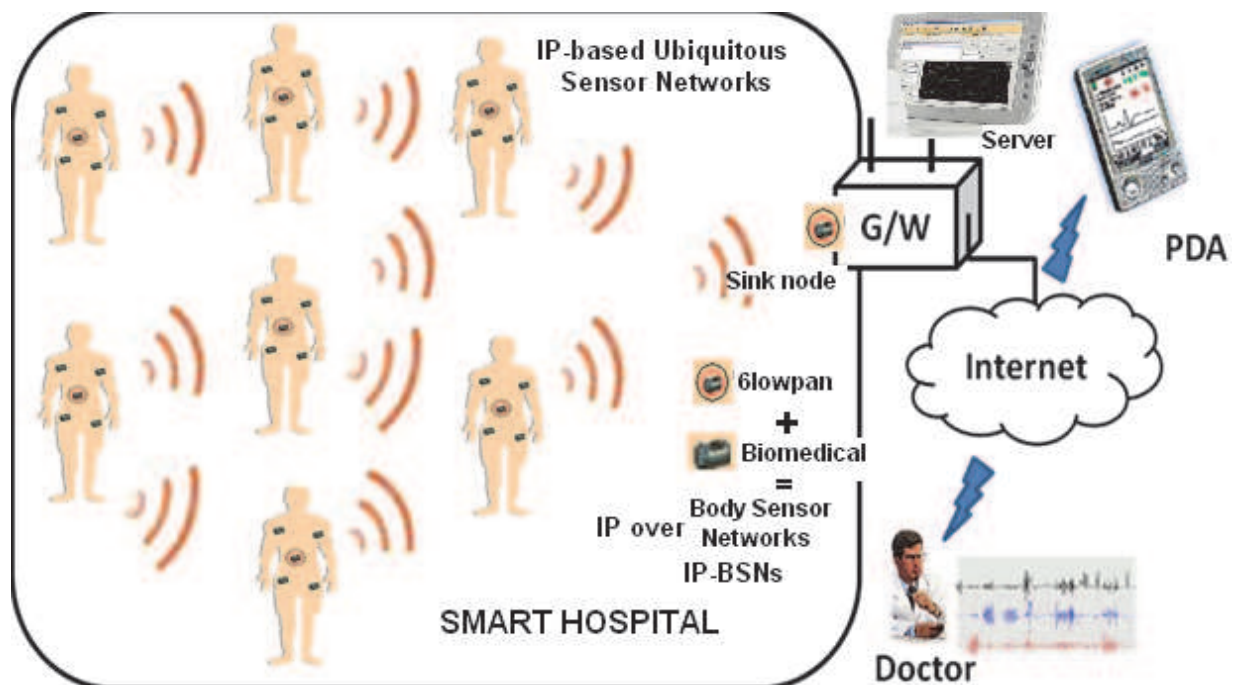 IP-based Ubiquitous
Sensor Networks
Server
G/W
PDA
Sink node
Internet
6lowpan
+
Biomedical
=
IP over
Body Sensor
Networks
IP-BSNs
SMART HOSPITAL
Doctor